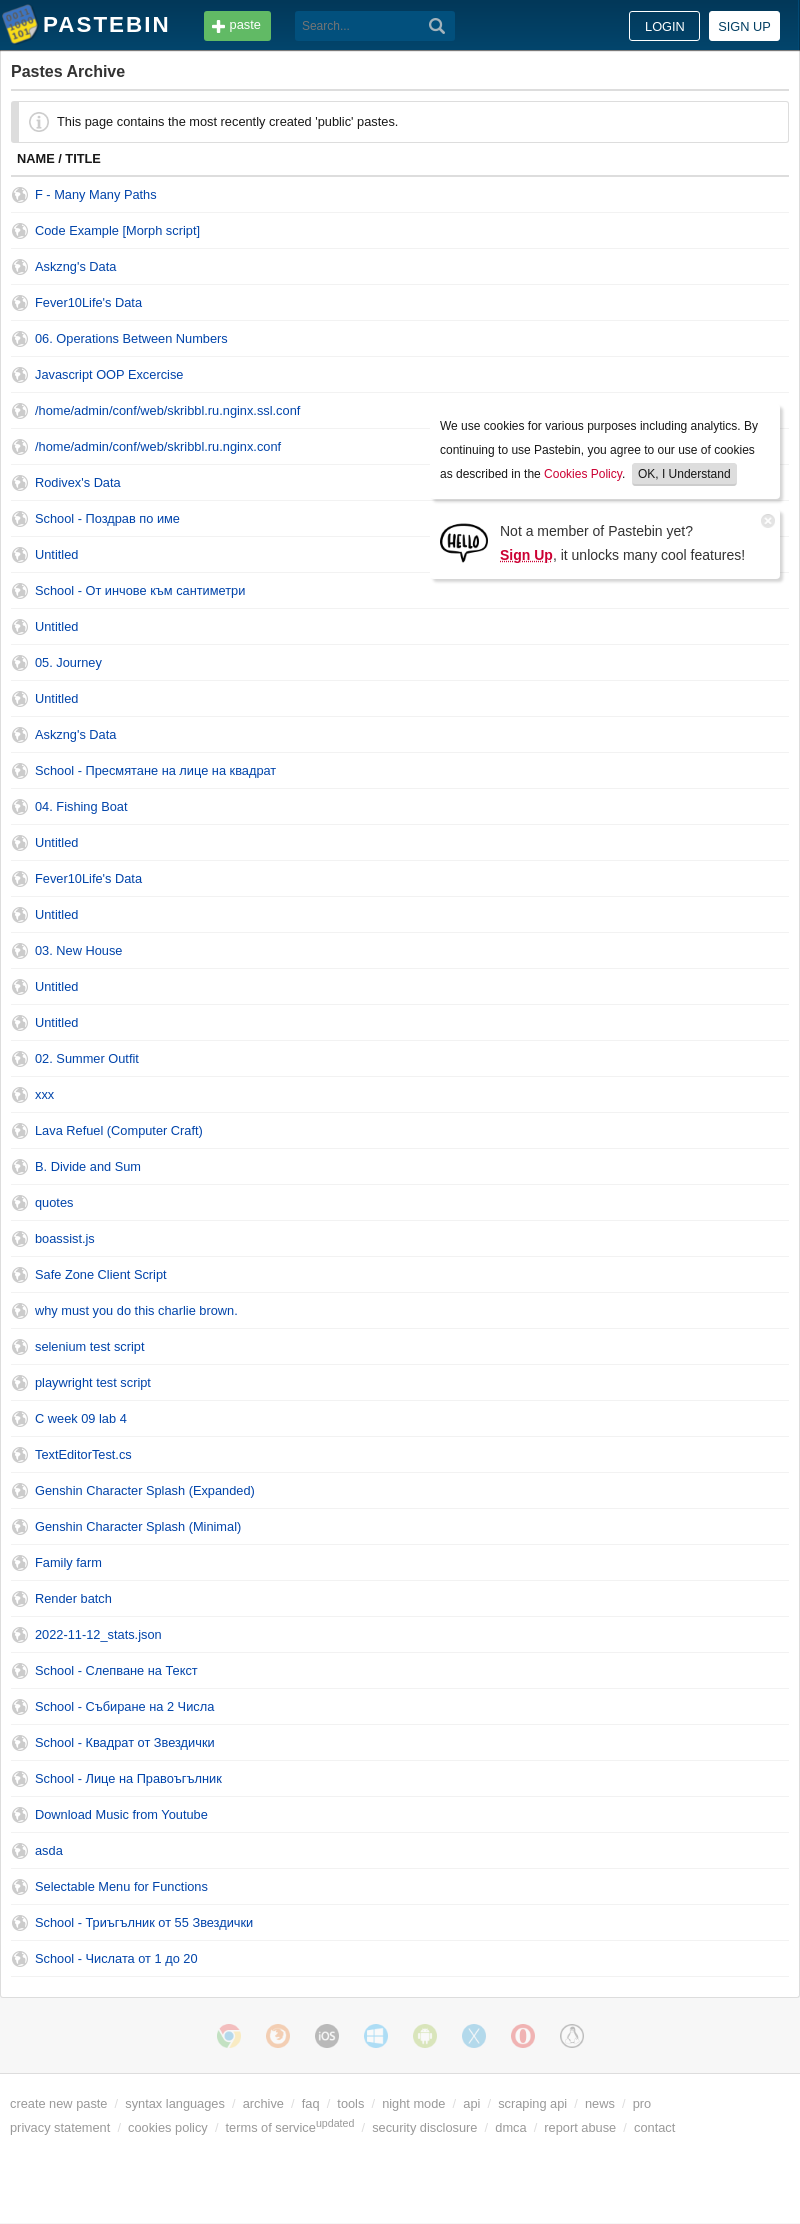 PASTEBIN
paste
Search...
LOGIN
SIGN UP
Pastes Archive
This page contains the most recently created 'public' pastes.
NAME / TITLE
F - Many Many Paths
Code Example [Morph script]
Askzng's Data
Fever10Life's Data
06. Operations Between Numbers
Javascript OOP Excercise
/home/admin/conf/web/skribbl.ru.nginx.ssl.conf
/home/admin/conf/web/skribbl.ru.nginx.conf
Rodivex's Data
School - Поздрав по име
Untitled
School - От инчове към сантиметри
We use cookies for various purposes including analytics. By
continuing to use Pastebin, you agree to our use of cookies
as described in the Cookies Policy. OK, I Understand
HELLO
Not a member of Pastebin yet?
Sign Up, it unlocks many cool features!
Untitled
05. Journey
Untitled
Askzng's Data
School - Пресмятане на лице на квадрат
04. Fishing Boat
Untitled
Fever10Life's Data
Untitled
03. New House
Untitled
Untitled
02. Summer Outfit
xxx
Lava Refuel (Computer Craft)
B. Divide and Sum
quotes
boassist.js
Safe Zone Client Script
why must you do this charlie brown.
selenium test script
playwright test script
C week 09 lab 4
TextEditorTest.cs
Genshin Character Splash (Expanded)
Genshin Character Splash (Minimal)
Family farm
Render batch
2022-11-12_stats.json
School - Слепване на Текст
School - Събиране на 2 Числа
School - Квадрат от Звездички
School - Лице на Правоъгълник
Download Music from Youtube
asda
Selectable Menu for Functions
School - Триъгълник от 55 Звездички
School - Числата от 1 до 20
iOS
create new paste / syntax languages / archive / faq / tools / night mode / api / scraping api / news / pro
privacy statement / cookies policy / terms of service updated / security disclosure / dmca / report abuse / contact